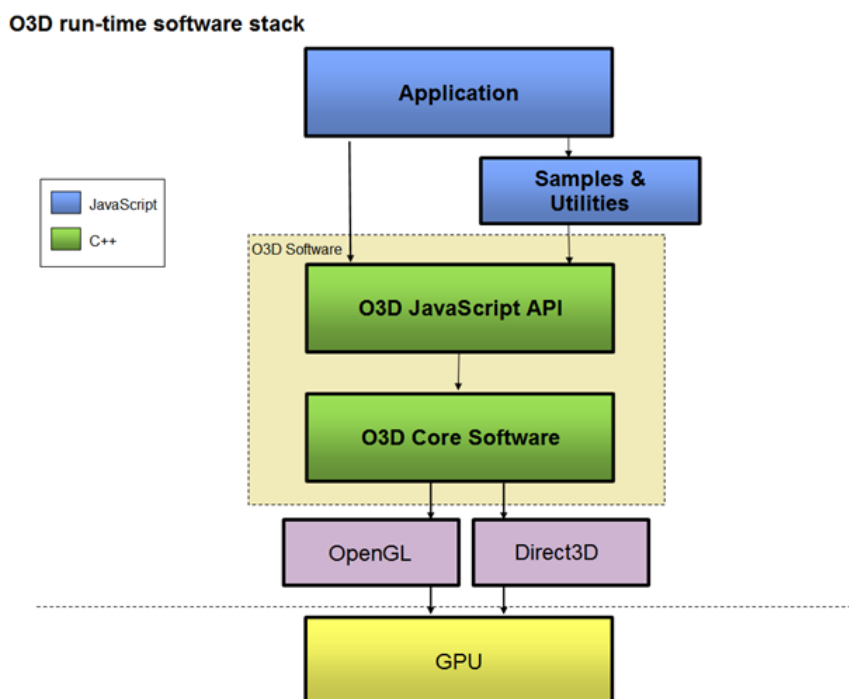 O3D run-time software stack
Application
Samples &
Utilities
JavaScript
C++
O3D Software
O3D JavaScript API
O3D Core Software
OpenGL
Direct3D
GPU